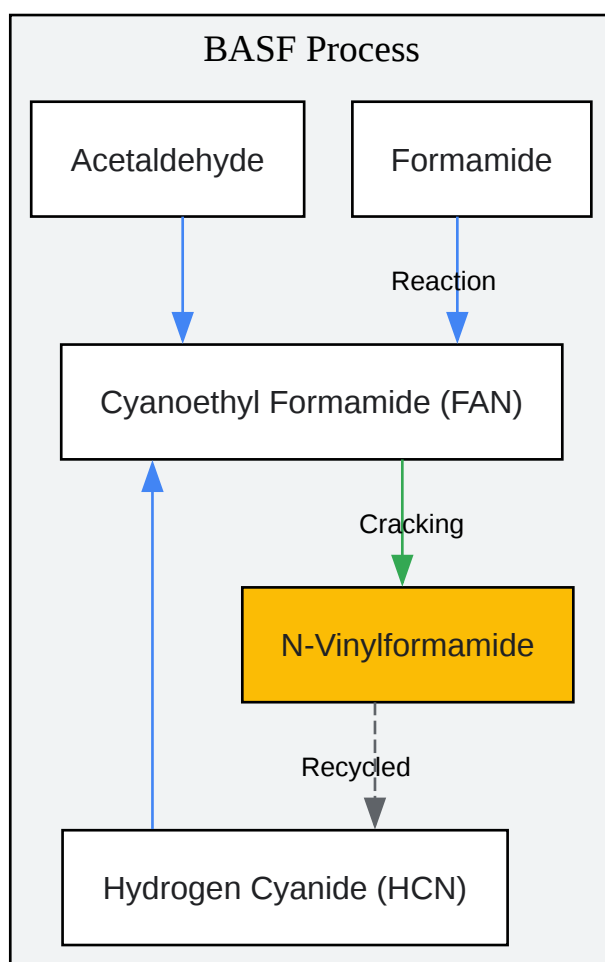 BASF Process
Acetaldehyde
Formamide
Reaction
Cyanoethyl Formamide (FAN)
Cracking
N-Vinylformamide
Recycled
Hydrogen Cyanide (HCN)